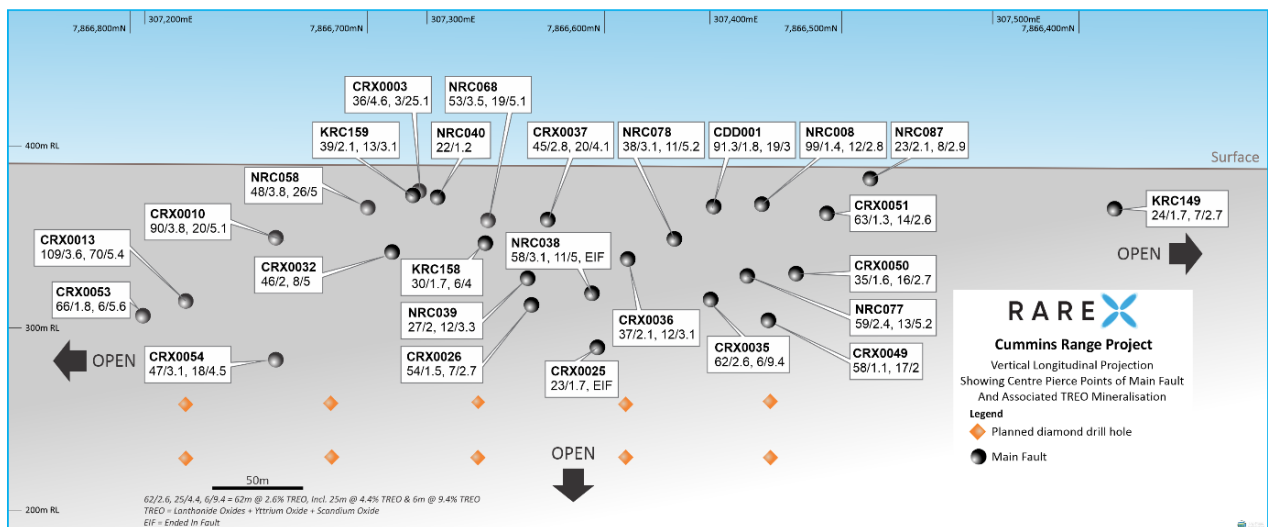 307,200mE
307,300mE
307,400mE
307,500mE
7,866,800mN
7,866,700mN
7,866,600mN
7,866,500mN
7,866,400mN
CRX0003
36/4.6, 3/25.1
NRC068
53/3.5, 19/5.1
KRC159
39/2.1, 13/3.1
NRC040
22/1.2
CRX0037
45/2.8, 20/4.1
NRC078
38/3.1, 11/5.2
CDD001
91.3/1.8, 19/3
NRC008
99/1.4, 12/2.8
NRC087
23/2.1, 8/2.9
400m RL
Surface
NRC058
48/3.8, 26/5
CRX0010
90/3.8, 20/5.1
CRX0051
63/1.3, 14/2.6
KRC149
24/1.7, 7/2.7
OPEN
CRX0013
109/3.6, 70/5.4
CRX0032
46/2, 8/5
KRC158
30/1.7, 6/4
NRC038
58/3.1, 11/5, EIF
CRX0050
35/1.6, 16/2.7
CRX0053
66/1.8, 6/5.6
NRC039
27/2, 12/3.3
CRX0036
37/2.1, 12/3.1
NRC077
59/2.4, 13/5.2
300m RL
OPEN
CRX0054
47/3.1, 18/4.5
CRX0026
54/1.5, 7/2.7
CRX0025
23/1.7, EIF
CRX0035
62/2.6, 6/9.4
CRX0049
58/1.1, 17/2
RAREX
Cummins Range Project
Vertical Longitudinal Projection
Showing Centre Pierce Points of Main Fault
And Associated TREO Mineralisation
Legend
Planned diamond drill hole
Main Fault
OPEN
50m
62/2.6, 25/4.4, 6/9.4 = 62m @ 2.6% TREO, Incl. 25m @ 4.4% TREO & 6m @ 9.4% TREO
TREO = Lanthanide Oxides + Yttrium Oxide + Scandium Oxide
EIF = Ended In Fault
200m RL